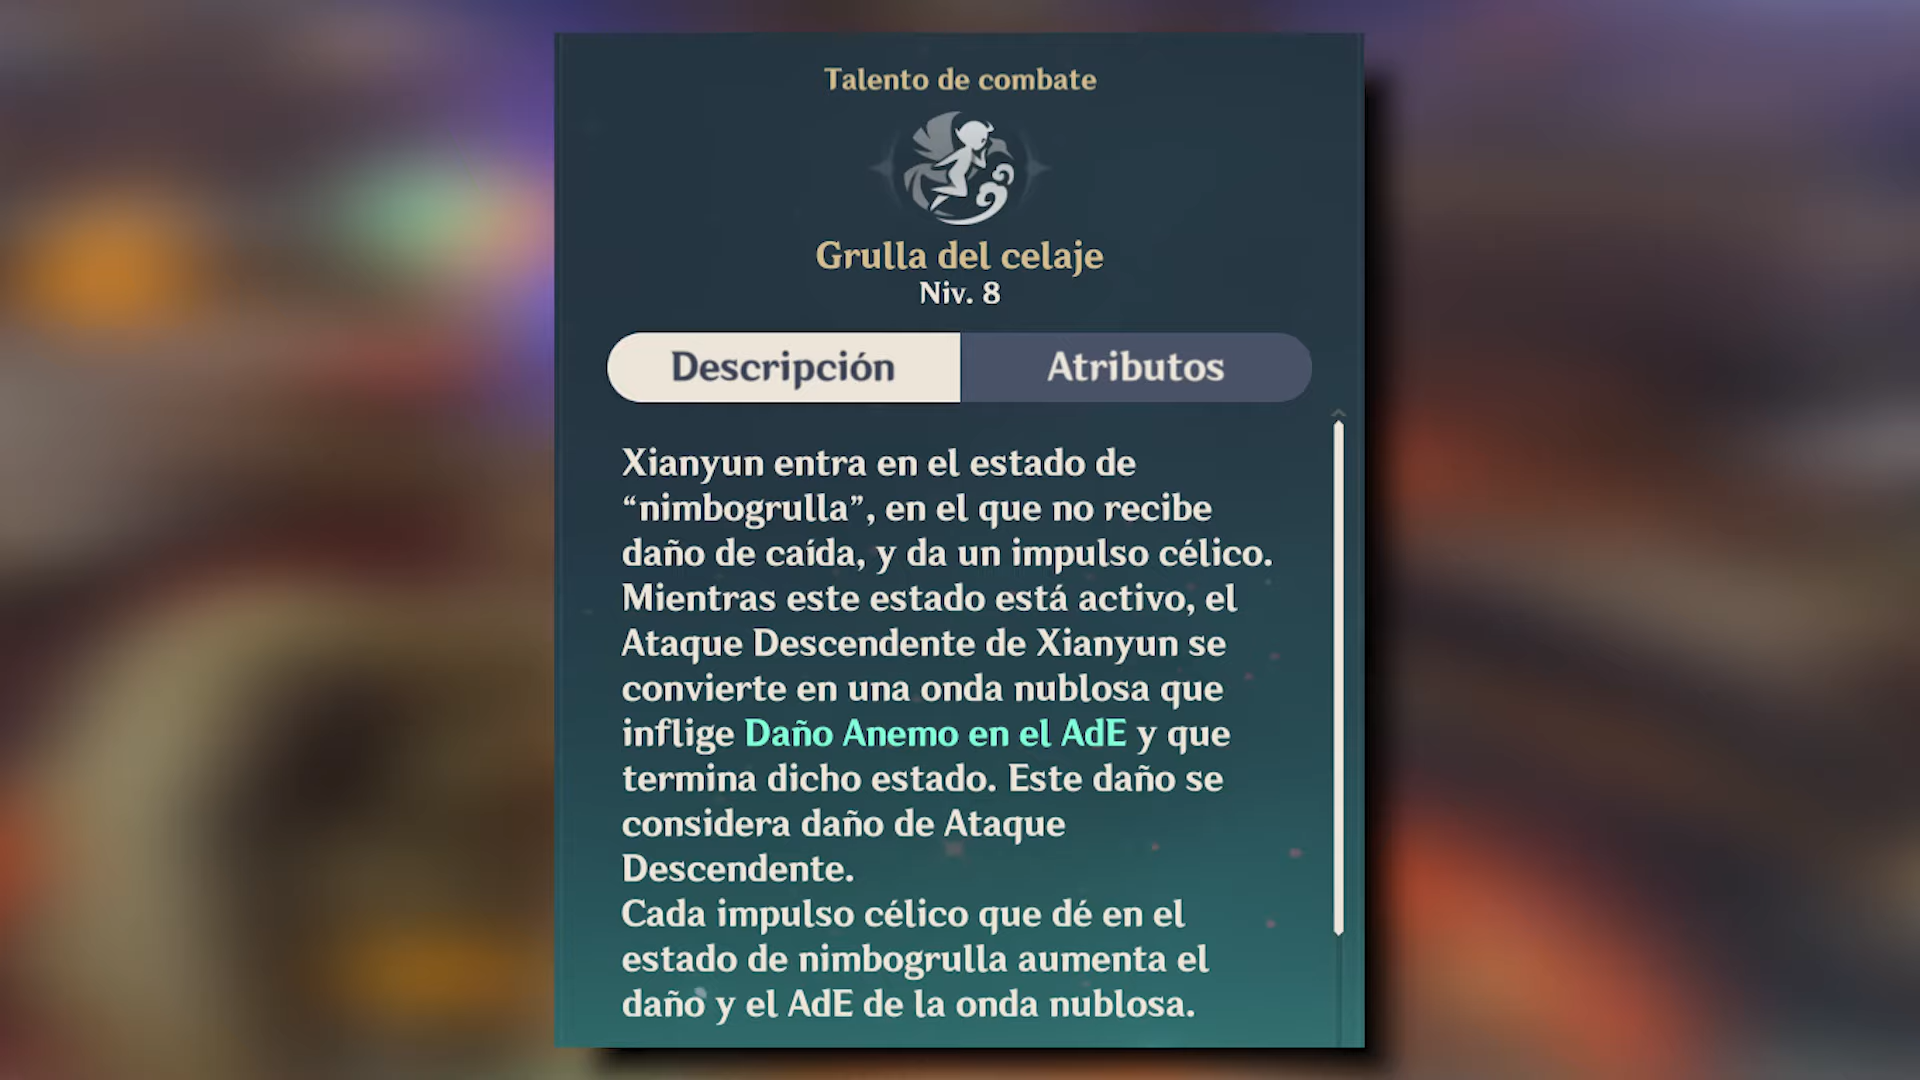 Talento de combate
Grulla del celaje
Niv. 8
Descripción
Atributos
Xianyun entra en el estado de
“nimbogrulla”, en el que no recibe
daño de caída, y da un impulso célico.
Mientras este estado está activo, el
Ataque Descendente de Xianyun se
convierte en una onda nublosa que
inflige Daño Anemo en el AdE y que
termina dicho estado. Este daño se
considera daño de Ataque
Descendente.
Cada impulso célico que dé en el
estado de nimbogrulla aumenta el
daño y el AdE de la onda nublosa.